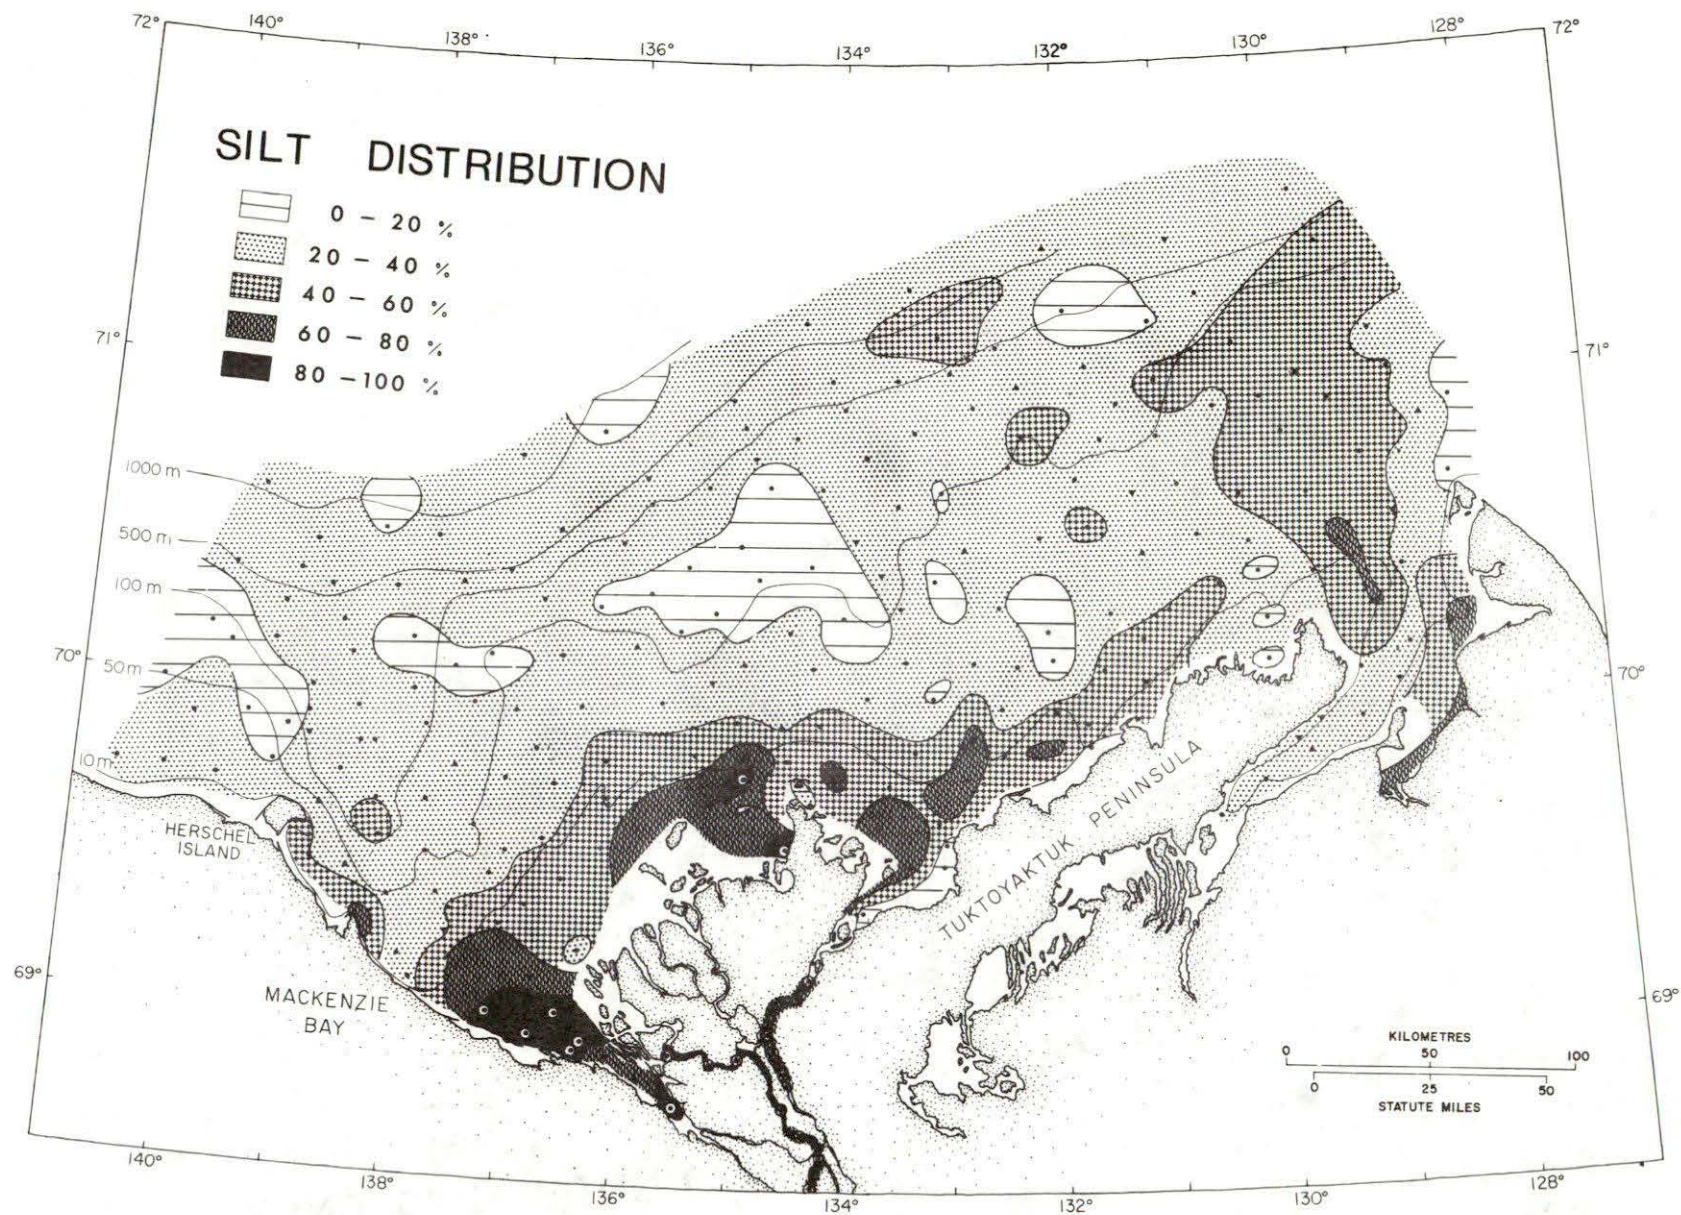 72° 140° 138° 136° 134° 132° 130° 128° 72°
SILT DISTRIBUTION
0 – 20 %
20 – 40 %
40 – 60 %
60 – 80 %
80 – 100 %
71° 71°
1000 m
500 m
100 m
70° 50 m 70°
10 m
HERSCHEL
ISLAND
TUKTOYAKTUK PENINSULA
69° 69°
MACKENZIE
BAY
KILOMETRES
0 50 100
0 25 50
STATUTE MILES
140° 138° 136° 134° 132° 130° 128°